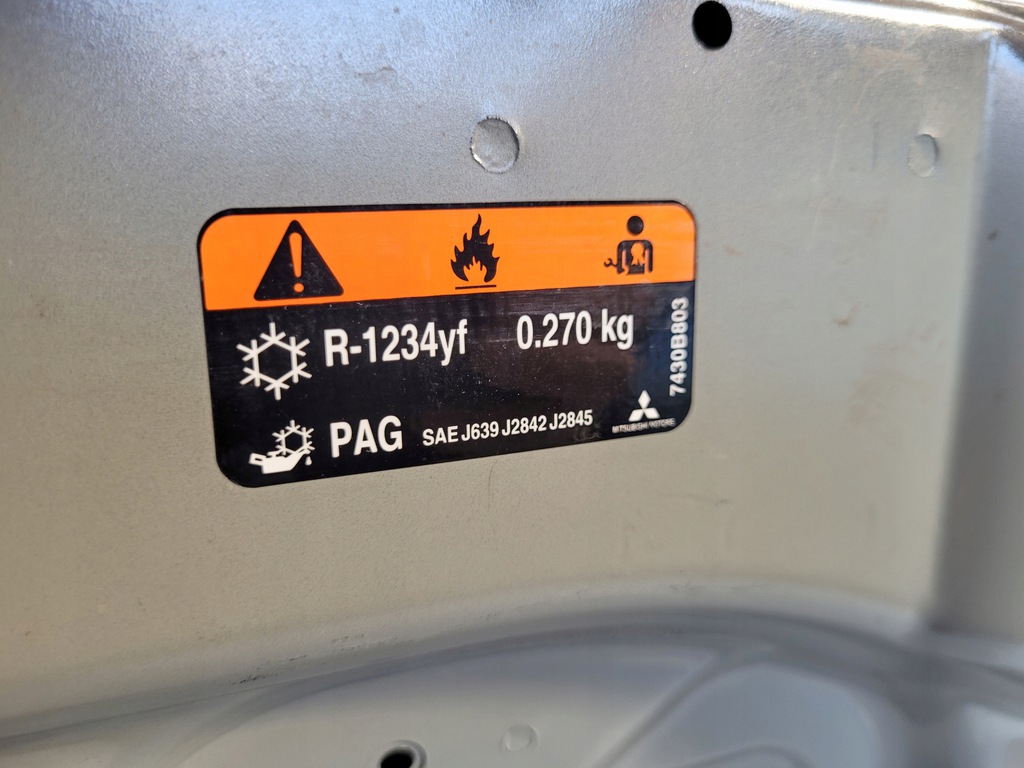 R-1234yf 0.270 kg
PAG SAE J639 J2842 J2845
MITSUBISHI MOTORS
7430B803